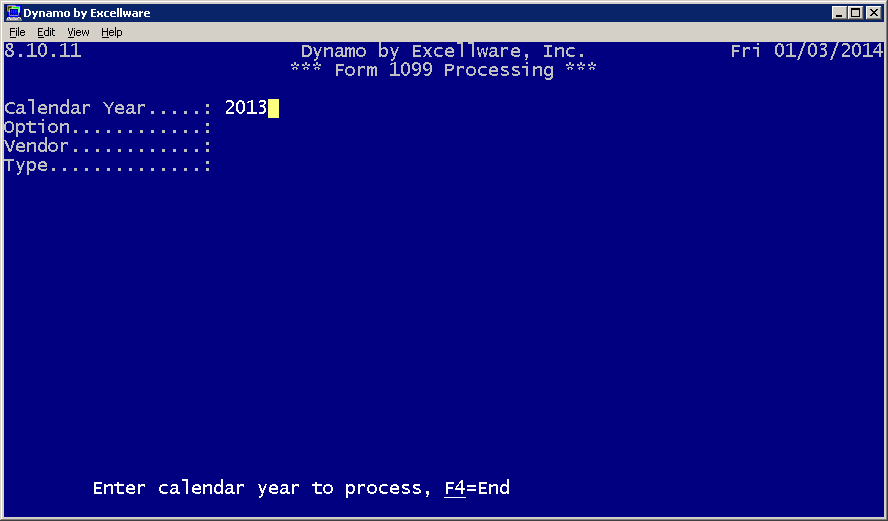 Dynamo by Excellware
File Edit View Help
8.10.11 Dynamo by Excellware, Inc. Fri 01/03/2014
*** Form 1099 Processing ***
Calendar Year.....: 2013
Option............:
Vendor............:
Type..............:
Enter calendar year to process, F4=End